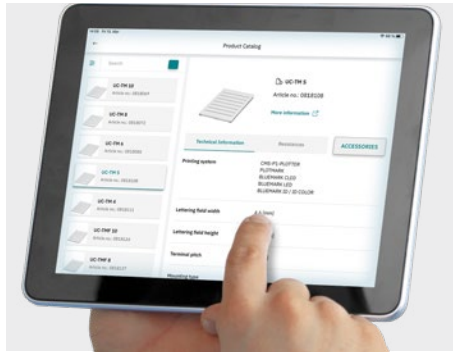 Product Catalog
Search
UC-TM 10
UC-TM 8
UC-TM 6
UC-TM 5
UC-TM 4
UC-TMF 10
UC-TMF 8
UC-TM 5
Article no.: 0818108
More information
Technical Information
Resources
ACCESSORIES
Printing system
CMS-P1-PLOTTER
PLOTMARK
BLUEMARK CLED
BLUEMARK LED
BLUEMARK ID / ID COLOR
Lettering field width
Lettering field height
Terminal pitch
Mounting type